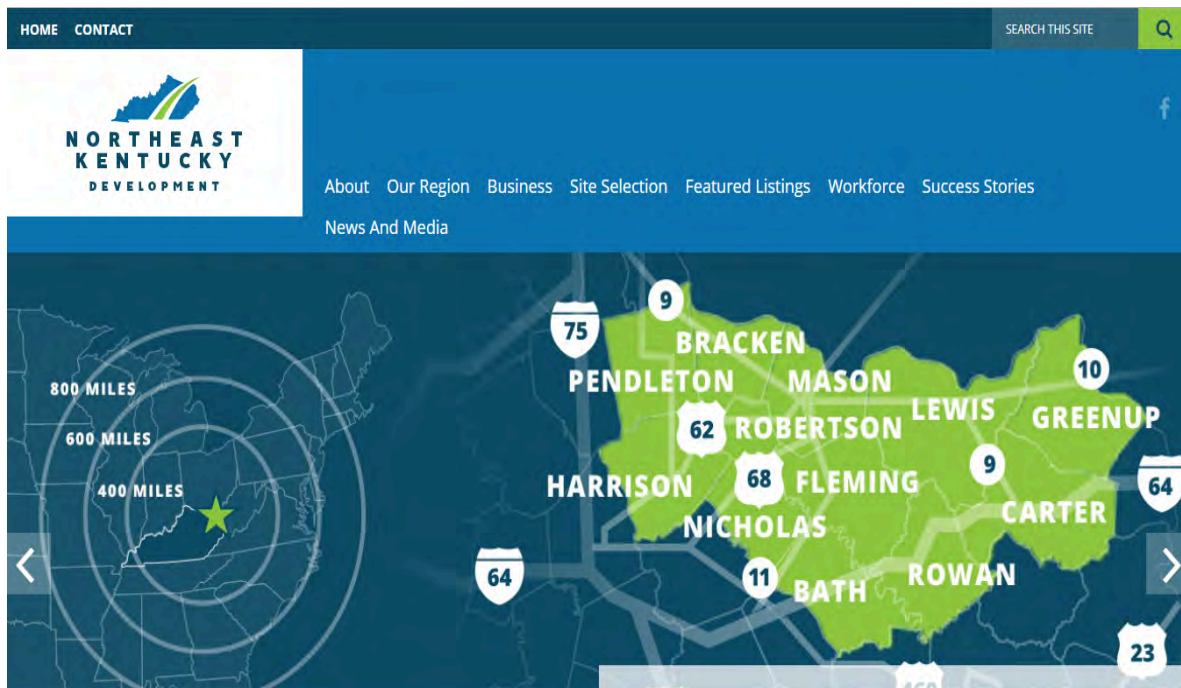 HOME CONTACT
SEARCH THIS SITE
NORTHEAST
KENTUCKY
DEVELOPMENT
f
About Our Region Business Site Selection Featured Listings Workforce Success Stories
News And Media
800 MILES
600 MILES
400 MILES
9
75
BRACKEN
10
PENDLETON MASON
LEWIS GREENUP
62 ROBERTSON
9
68 FLEMING
HARRISON
64
CARTER
NICHOLAS
64
11 BATH ROWAN
23